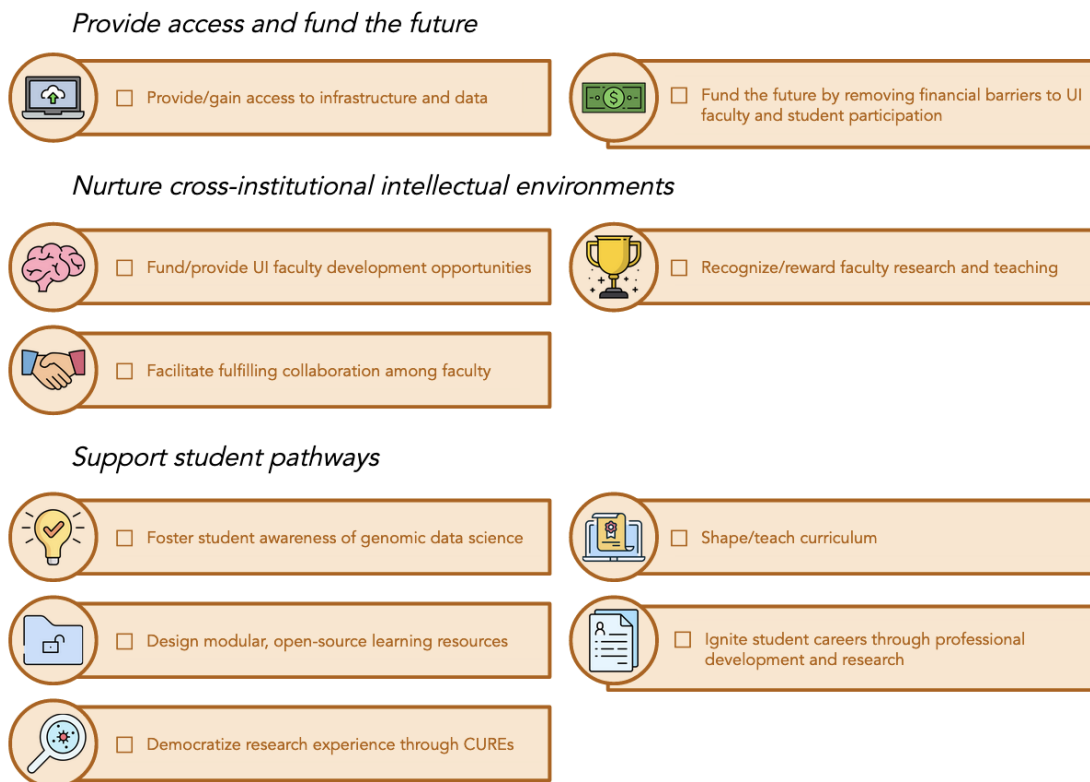 Provide access and fund the future
Provide/gain access to infrastructure and data
Fund the future by removing financial barriers to UI
faculty and student participation
Nurture cross-institutional intellectual environments
Fund/provide UI faculty development opportunities
Recognize/reward faculty research and teaching
Facilitate fulfilling collaboration among faculty
Support student pathways
Foster student awareness of genomic data science
Shape/teach curriculum
Design modular, open-source learning resources
Ignite student careers through professional
development and research
Democratize research experience through CUREs